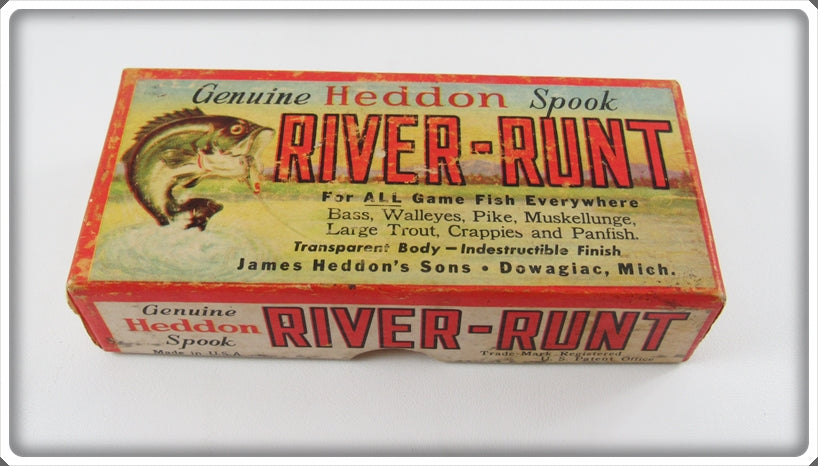 Genuine Heddon Spook
RIVER-RUNT
For ALL Game Fish Everywhere
Bass, Walleyes, Pike, Muskellunge,
Large Trout, Crappies and Panfish.
Transparent Body—Indestructible Finish
James Heddon's Sons • Dowagiac, Mich.
Genuine
Heddon
Spook
RIVER-RUNT
Made in U.S.A.
Trade-Mark Registered
U. S. Patent Office